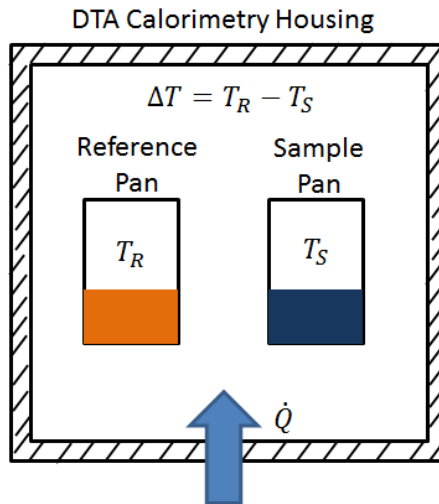 DTA Calorimetry Housing
ΔT = T_R − T_S
Reference
Pan
Sample
Pan
T_R
T_S
Q̇